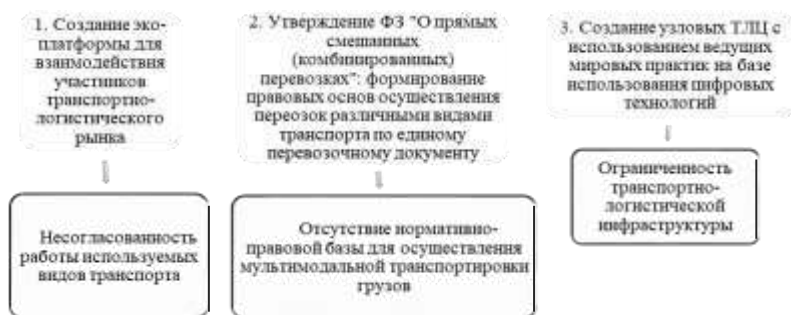 1. Создание эко-
платформы для
взаимодействия
участников
транспортно-
логистического
рынка
2. Утверждение ФЗ "О прямых
смешанных
(комбинированных)
перевозках": формирование
правовых основ осуществления
переозок различными видами
транспорта по единому
перевозочному документу
3. Создание узловых ТЛЦ с
использованием ведущих
мировых практик на базе
использования цифровых
технологий
Несогласованность
работы используемых
видов транспорта
Отсутствие нормативно-
правовой базы для осуществления
мультимодальной транспортировки
грузов
Ограниченность
транспортно-
логистической
инфраструктуры